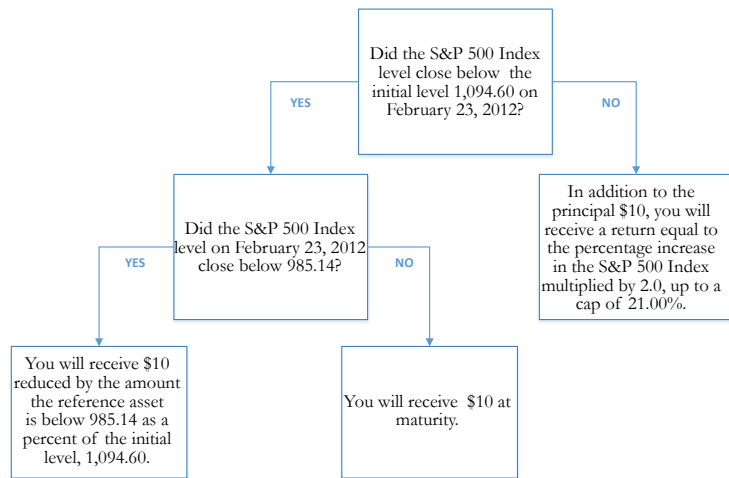 Did the S&P 500 Index
level close below the
initial level 1,094.60 on
February 23, 2012?
YES
NO
Did the S&P 500 Index
level on February 23, 2012
close below 985.14?
In addition to the
principal $10, you will
receive a return equal to
the percentage increase
in the S&P 500 Index
multiplied by 2.0, up to a
cap of 21.00%.
YES
NO
You will receive $10
reduced by the amount
the reference asset
is below 985.14 as a
percent of the initial
level, 1,094.60.
You will receive $10 at
maturity.